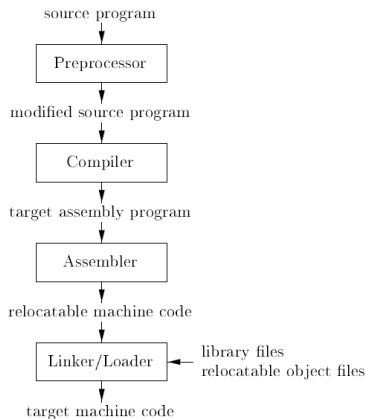 source program
Preprocessor
modified source program
Compiler
target assembly program
Assembler
relocatable machine code
Linker/Loader
library files
relocatable object files
target machine code